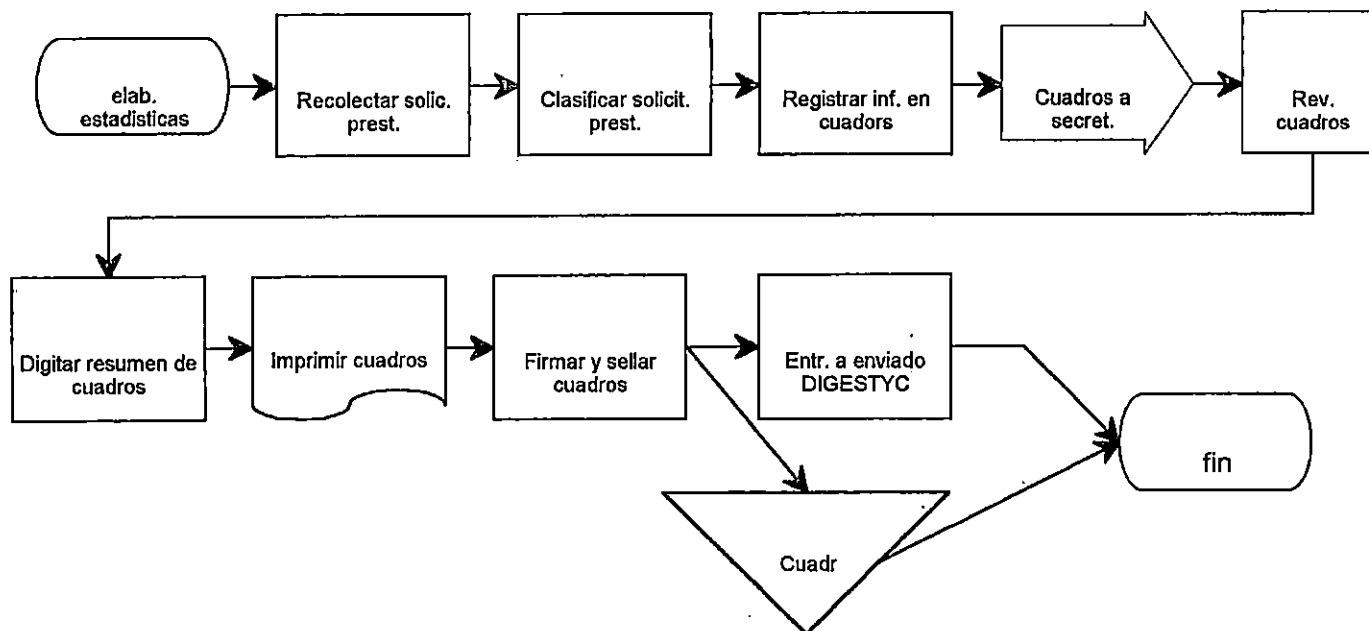 elab.
estadisticas
Recolectar solic.
prest.
Clasificar solicit.
prest.
Registrar inf. en
cuadors
Cuadros a
secret.
Rev.
cuadros
Digitar resumen de
cuadros
Imprimir cuadros
Firmar y sellar
cuadros
Entr. a enviado
DIGESTYC
fin
Cuadr